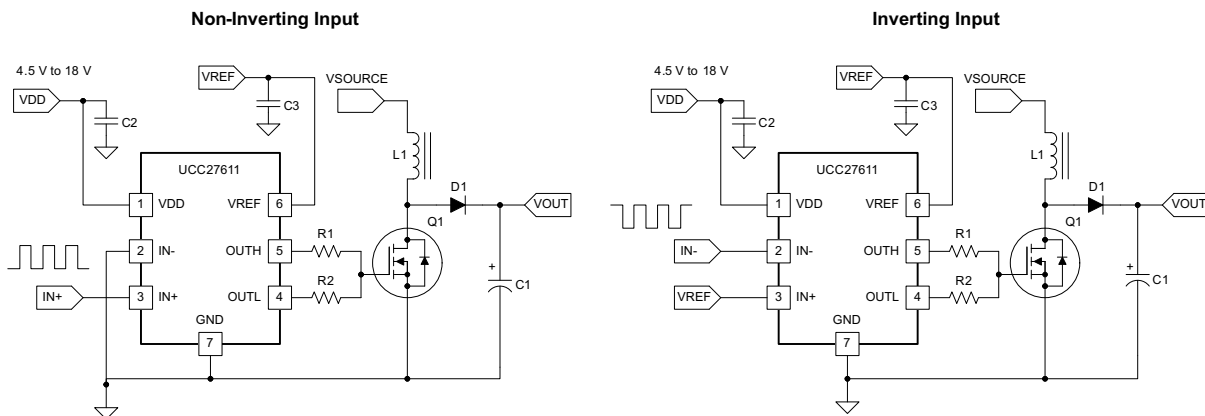 Non-Inverting Input
4.5 V to 18 V
VDD
C2
VREF
C3
VSOURCE
L1
UCC27611
1 VDD
VREF 6
D1
VOUT
Q1
2 IN-
OUTH 5
R1
IN+
3 IN+
OUTL 4
R2
+
C1
GND
7
Inverting Input
4.5 V to 18 V
VDD
C2
VREF
C3
VSOURCE
L1
UCC27611
1 VDD
VREF 6
D1
VOUT
Q1
IN-
2 IN-
OUTH 5
R1
VREF
3 IN+
OUTL 4
R2
+
C1
GND
7